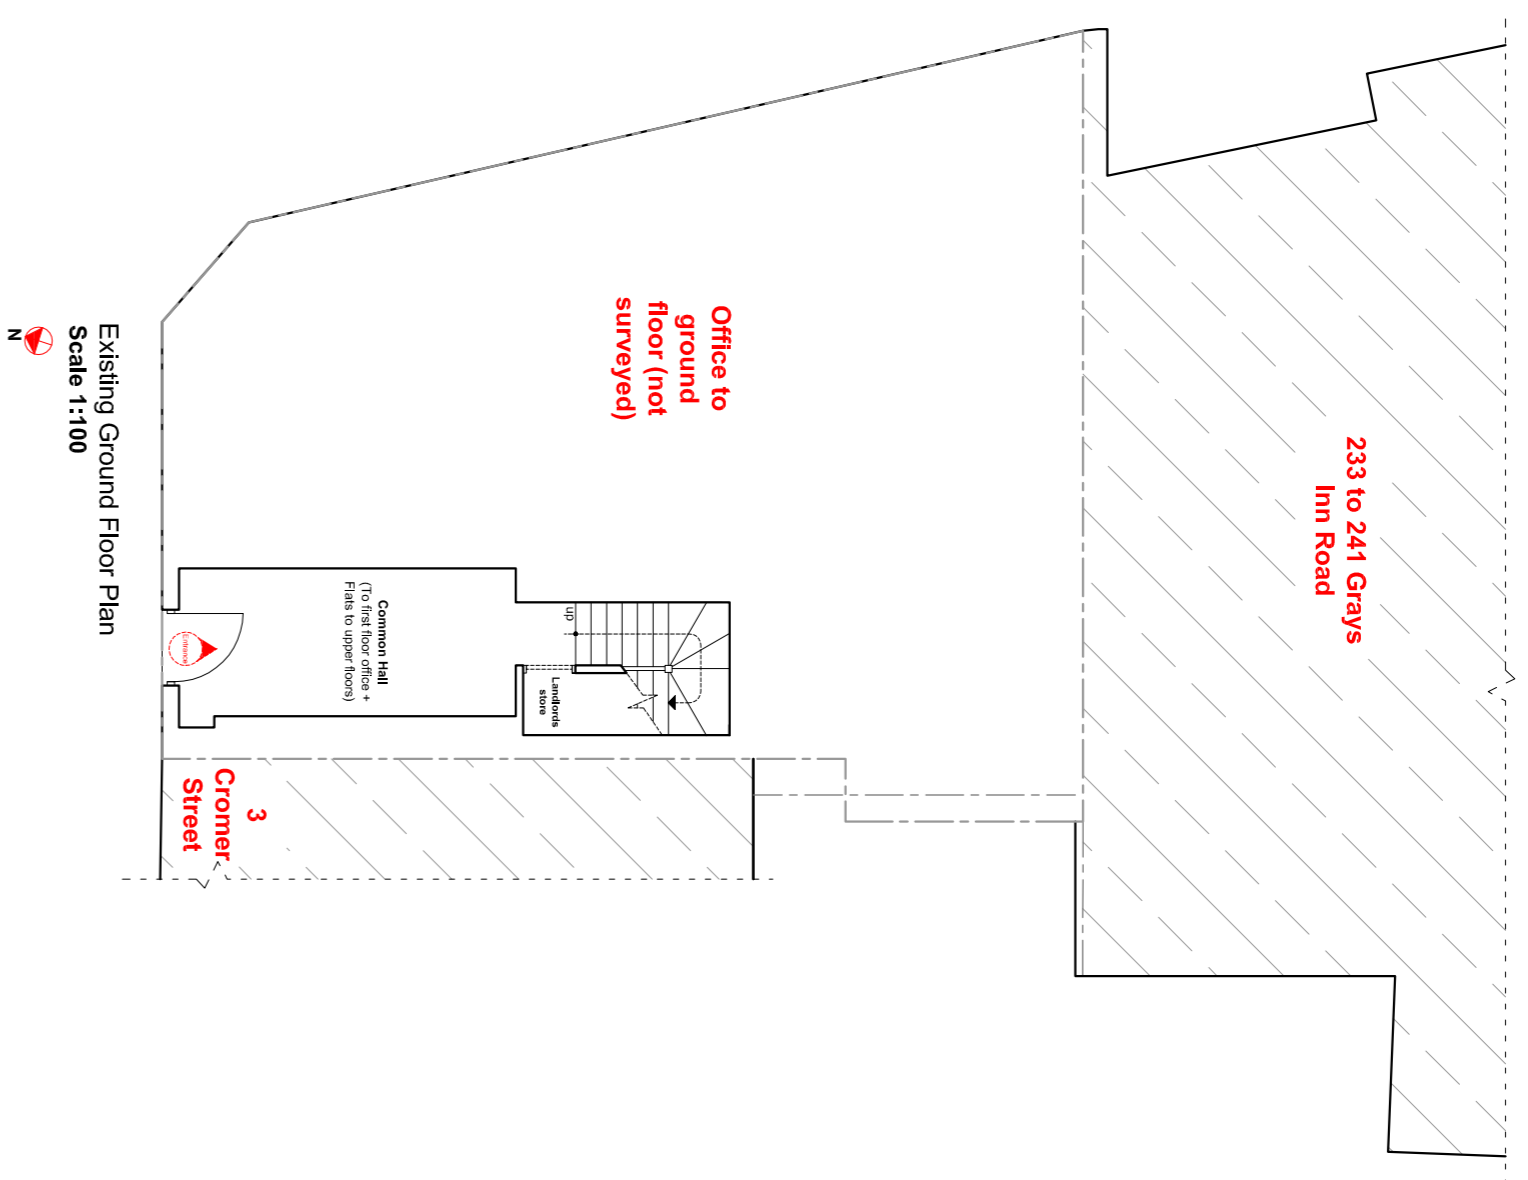 233 to 241 Grays
Inn Road
Office to
ground
floor (not
surveyed)
up
Landlords
store
Common Hall
(To first floor office +
Flats to upper floors)
Entrance
3
Cromer
Street
Existing Ground Floor Plan
Scale 1:100
N